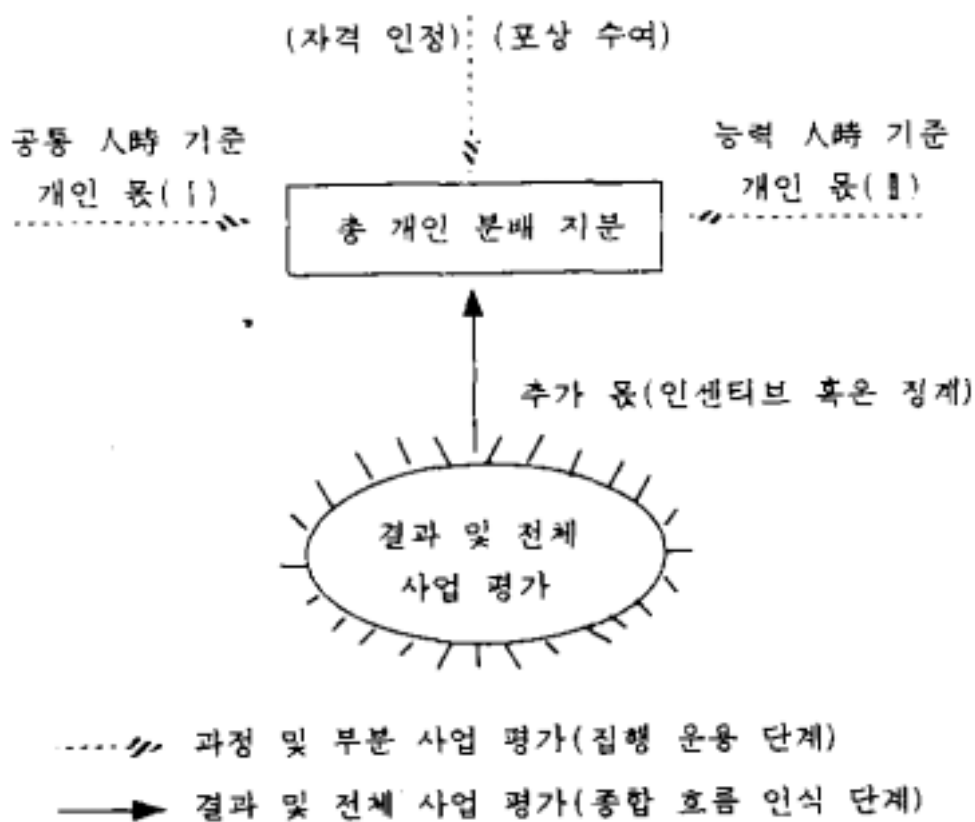 (자격 인정) (포상 수여)
공통 人時 기준
개인 몫(Ⅰ)
능력 人時 기준
개인 몫(Ⅱ)
총 개인 분배 지분
추가 몫(인센티브 혹은 징계)
결과 및 전체
사업 평가
과정 및 부분 사업 평가(집행 운용 단계)
결과 및 전체 사업 평가(종합 흐름 인식 단계)